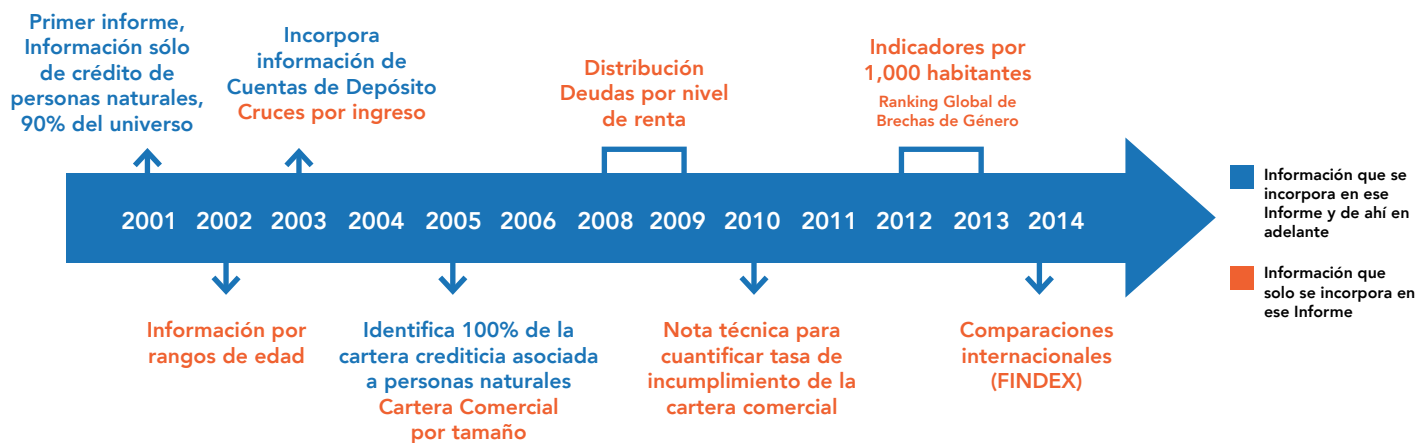 Primer informe,
Información sólo
de crédito de
personas naturales,
90% del universo
Incorpora
información de
Cuentas de Depósito
Cruces por ingreso
Distribución
Deudas por nivel
de renta
Indicadores por
1,000 habitantes
Ranking Global de
Brechas de Género
2001 2002 2003 2004 2005 2006 2008 2009 2010 2011 2012 2013 2014
Información por
rangos de edad
Identifica 100% de la
cartera crediticia asociada
a personas naturales
Cartera Comercial
por tamaño
Nota técnica para
cuantificar tasa de
incumplimiento de la
cartera comercial
Comparaciones
internacionales
(FINDEX)
Información que se
incorpora en ese
Informe y de ahí en
adelante
Información que
solo se incorpora en
ese Informe